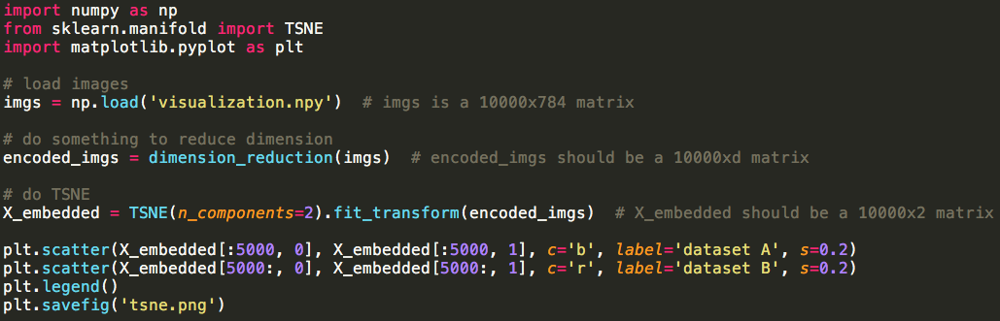 import numpy as np
from sklearn.manifold import TSNE
import matplotlib.pyplot as plt
# load images
imgs = np.load('visualization.npy')  # imgs is a 10000x784 matrix
# do something to reduce dimension
encoded_imgs = dimension_reduction(imgs)  # encoded_imgs should be a 10000xd matrix
# do TSNE
X_embedded = TSNE(n_components=2).fit_transform(encoded_imgs)  # X_embedded should be a 10000x2 matrix
plt.scatter(X_embedded[:5000, 0], X_embedded[:5000, 1], c='b', label='dataset A', s=0.2)
plt.scatter(X_embedded[5000:, 0], X_embedded[5000:, 1], c='r', label='dataset B', s=0.2)
plt.legend()
plt.savefig('tsne.png')